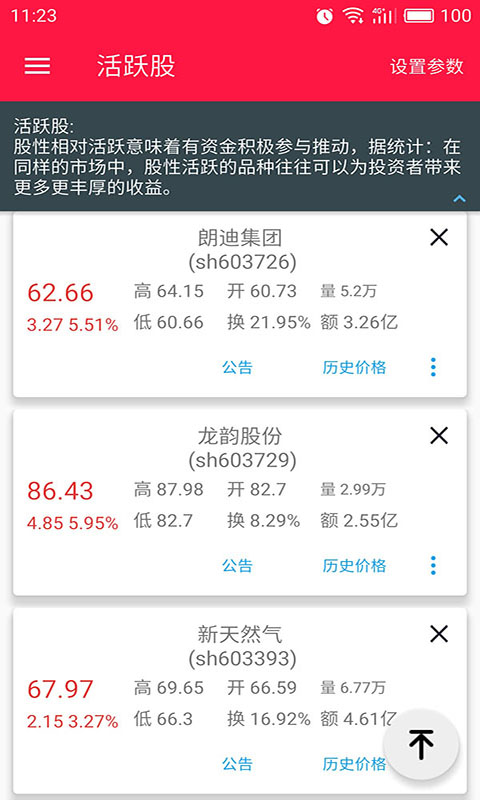 11:23
4G
100
活跃股
设置参数
活跃股:
股性相对活跃意味着有资金积极参与推动，据统计：在
同样的市场中，股性活跃的品种往往可以为投资者带来
更多更丰厚的收益。
朗迪集团
(sh603726)
62.66 高 64.15 开 60.73 量 5.2万
3.27 5.51% 低 60.66 换 21.95% 额 3.26亿
公告 历史价格
龙韵股份
(sh603729)
86.43 高 87.98 开 82.7 量 2.99万
4.85 5.95% 低 82.7 换 8.29% 额 2.55亿
公告 历史价格
新天然气
(sh603393)
67.97 高 69.65 开 66.59 量 6.77万
2.15 3.27% 低 66.3 换 16.92% 额 4.61亿
公告 历史价格